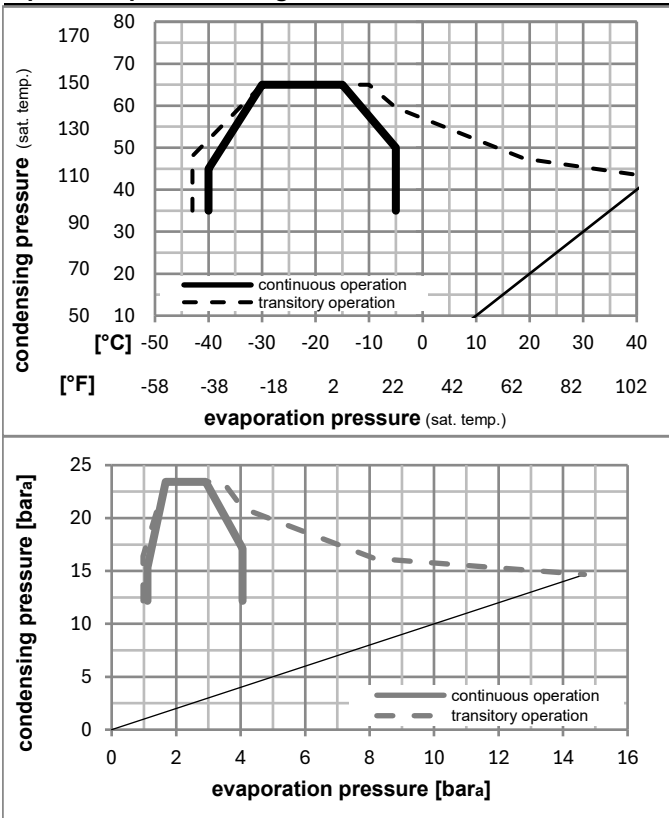 170 80
150 70
130 60
110 50
90 40
70 30
50 20
10
condensing pressure (sat. temp.)
continuous operation
transitory operation
[°C] -50 -40 -30 -20 -10 0 10 20 30 40
[°F] -58 -38 -18 2 22 42 62 82 102
evaporation pressure (sat. temp.)
25
20
15
10
5
0
condensing pressure [bara]
continuous operation
transitory operation
0 2 4 6 8 10 12 14 16
evaporation pressure [bara]